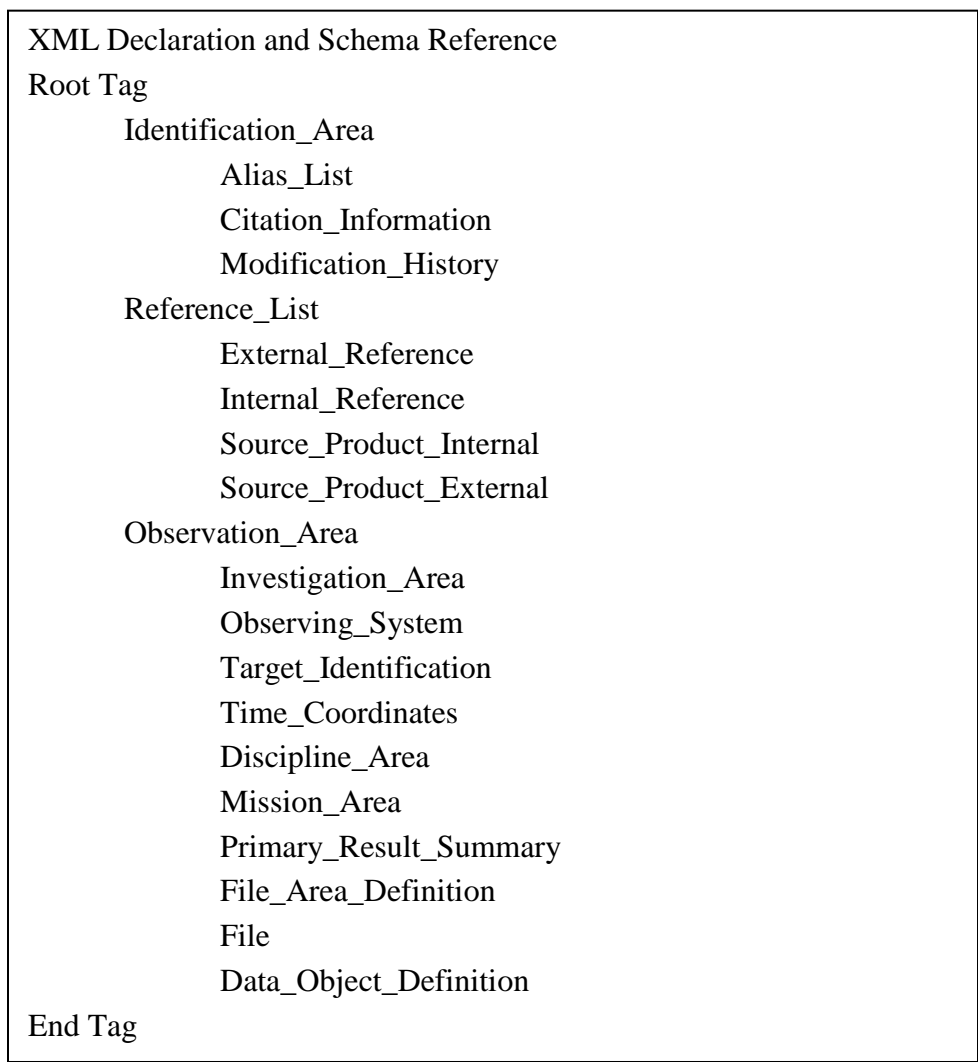 XML Declaration and Schema Reference
Root Tag
Identification_Area
Alias_List
Citation_Information
Modification_History
Reference_List
External_Reference
Internal_Reference
Source_Product_Internal
Source_Product_External
Observation_Area
Investigation_Area
Observing_System
Target_Identification
Time_Coordinates
Discipline_Area
Mission_Area
Primary_Result_Summary
File_Area_Definition
File
Data_Object_Definition
End Tag